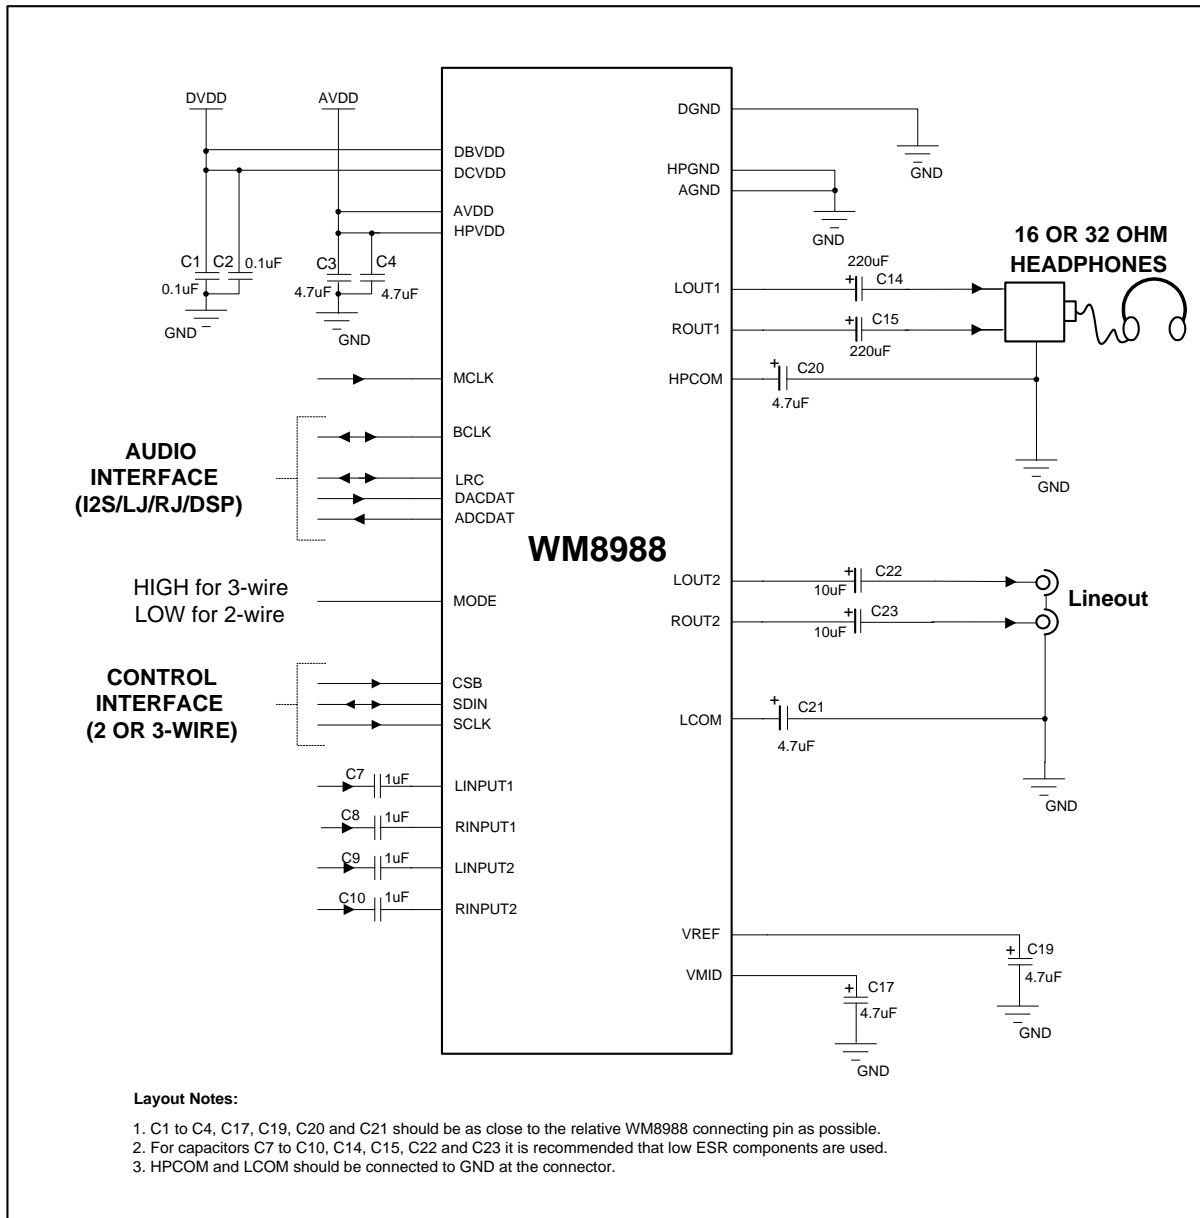 DVDD
AVDD
DBVDD
DCVDD
AVDD
HPVDD
C1
C2
0.1uF
0.1uF
GND
C3
C4
4.7uF
4.7uF
GND
MCLK
AUDIO
INTERFACE
(I2S/LJ/RJ/DSP)
BCLK
LRC
DACDAT
ADCDAT
HIGH for 3-wire
LOW for 2-wire
MODE
CONTROL
INTERFACE
(2 OR 3-WIRE)
CSB
SDIN
SCLK
C7
1uF
LINPUT1
C8
1uF
RINPUT1
C9
1uF
LINPUT2
C10
1uF
RINPUT2
WM8988
DGND
GND
HPGND
AGND
GND
16 OR 32 OHM
HEADPHONES
LOUT1
220uF
+
C14
ROUT1
+
C15
220uF
HPCOM
+
C20
4.7uF
GND
LOUT2
+
C22
10uF
ROUT2
+
C23
10uF
Lineout
LCOM
+
C21
4.7uF
GND
VREF
+
C19
4.7uF
GND
VMID
+
C17
4.7uF
GND
Layout Notes:
1. C1 to C4, C17, C19, C20 and C21 should be as close to the relative WM8988 connecting pin as possible.
2. For capacitors C7 to C10, C14, C15, C22 and C23 it is recommended that low ESR components are used.
3. HPCOM and LCOM should be connected to GND at the connector.